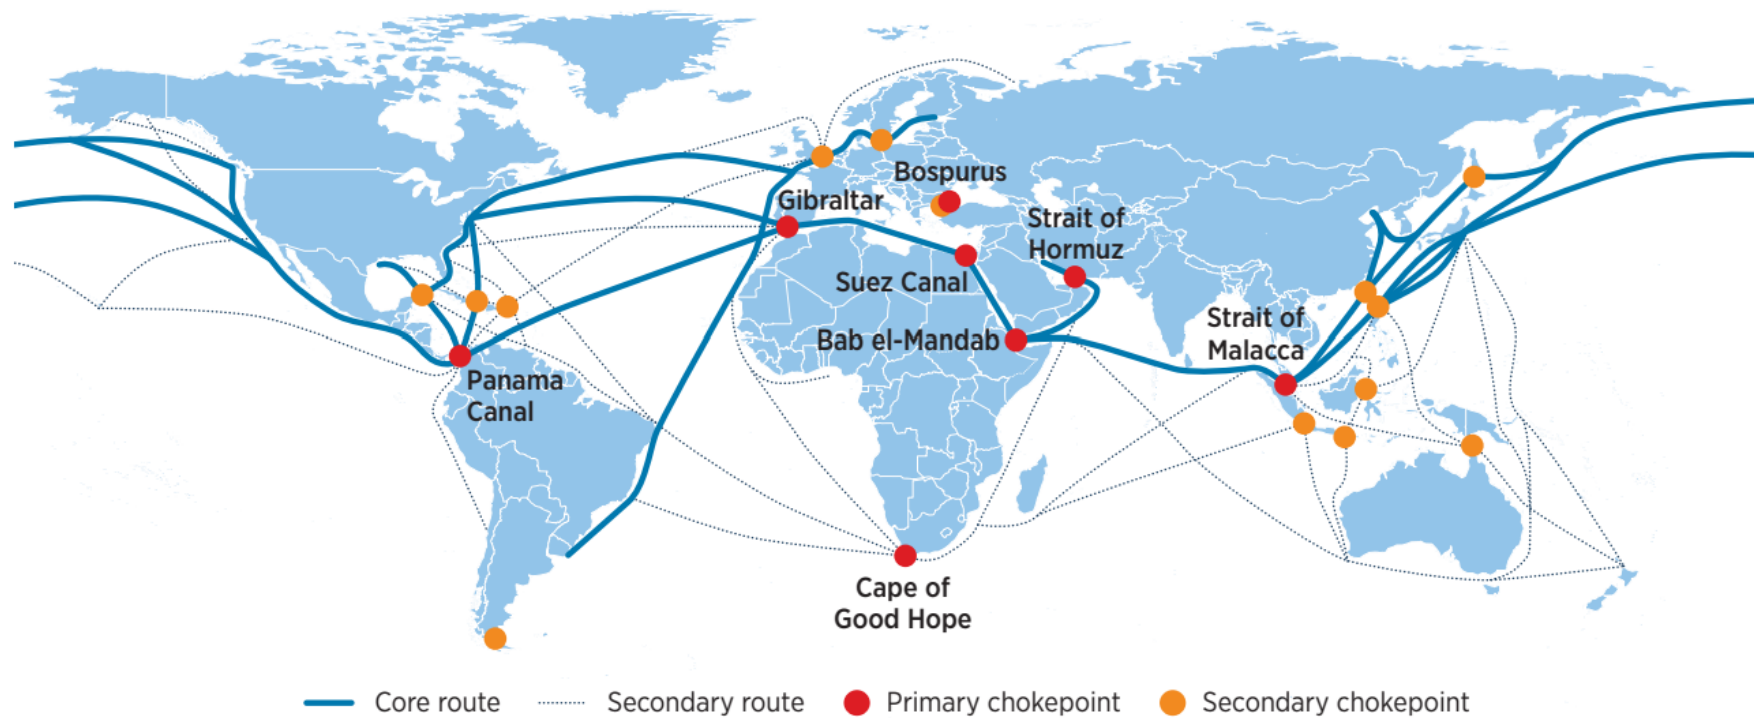 Bospurus
Gibraltar
Strait of
Hormuz
Suez Canal
Strait of
Malacca
Bab el-Mandab
Panama
Canal
Cape of
Good Hope
Core route
Secondary route
Primary chokepoint
Secondary chokepoint